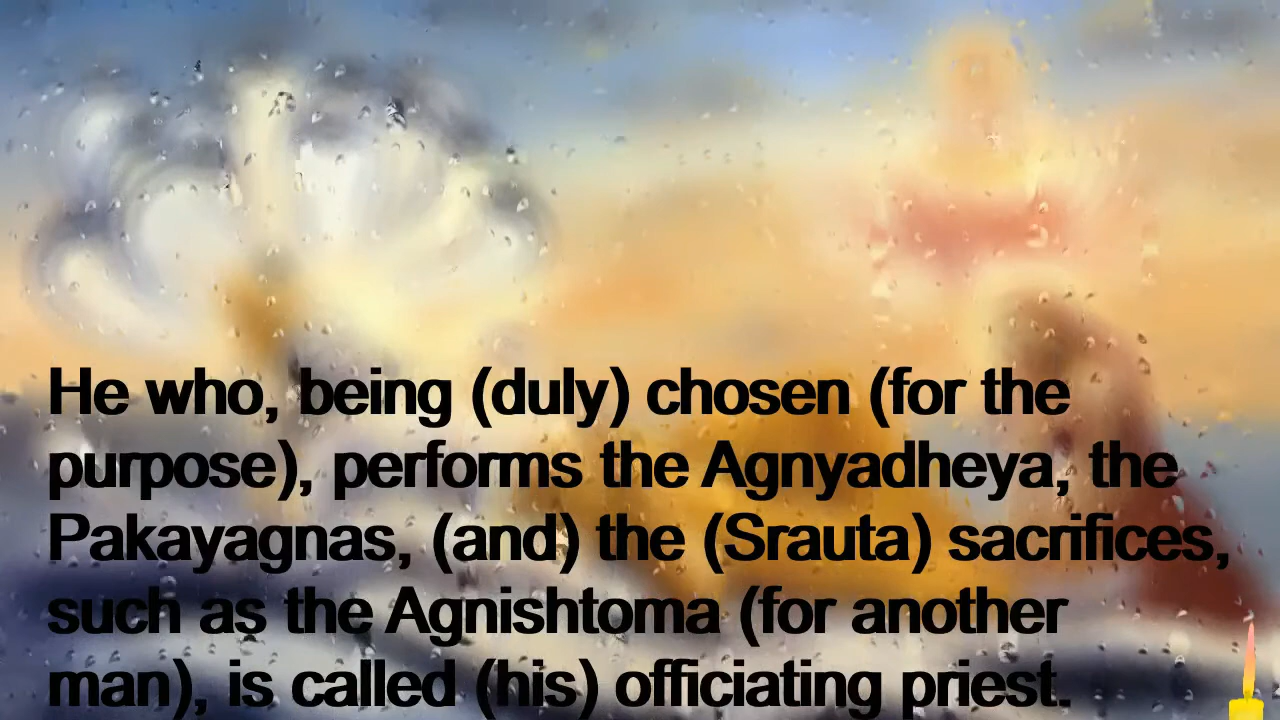 He who, being (duly) chosen (for the
purpose), performs the Agnyadheya, the
Pakayagnas, (and) the (Srauta) sacrifices,
such as the Agnishtoma (for another
man), is called (his) officiating priest.